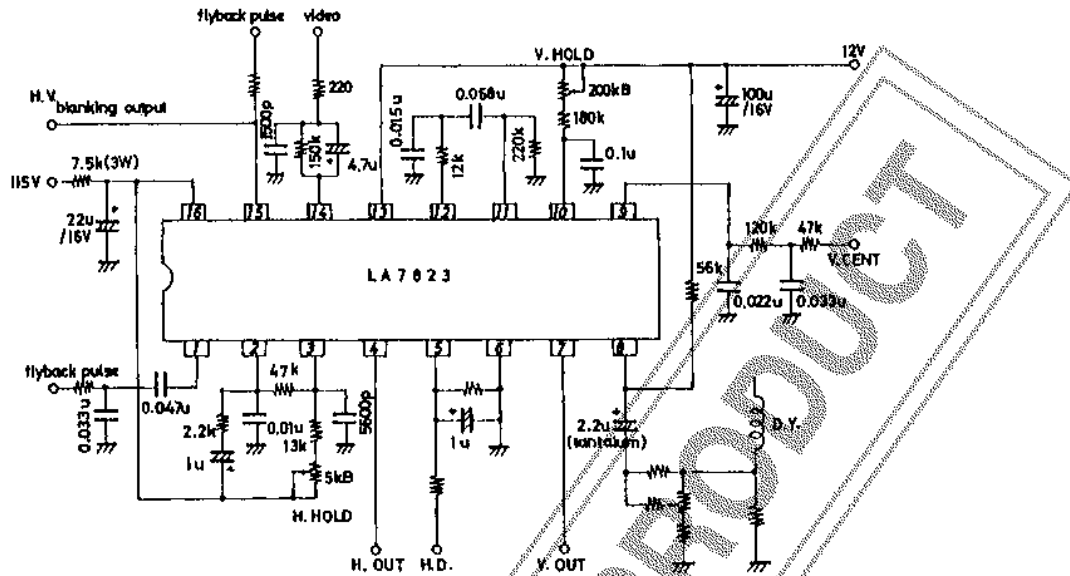 flyback pulse
video
V. HOLD
12V
220
H.V. blanking output
1500p
150k
4.7u
0.015u
0.068u
12k
220k
200kB
180k
0.1u
100u /16V
7.5k(3W)
115V
22u /16V
16 15 14 13 12 11 10 9
120k
47k
V.CENT
56k
0.022u
0.033u
LA7823
1 2 3 4 5 6 7 8
flyback pulse
0.033u
0.047u
47k
2.2k
0.01u
5600p
13k
1u
5kB
H. HOLD
1u
2.2u (tantalum)
D.Y.
H. OUT
H.D.
V. OUT
PRODUCT